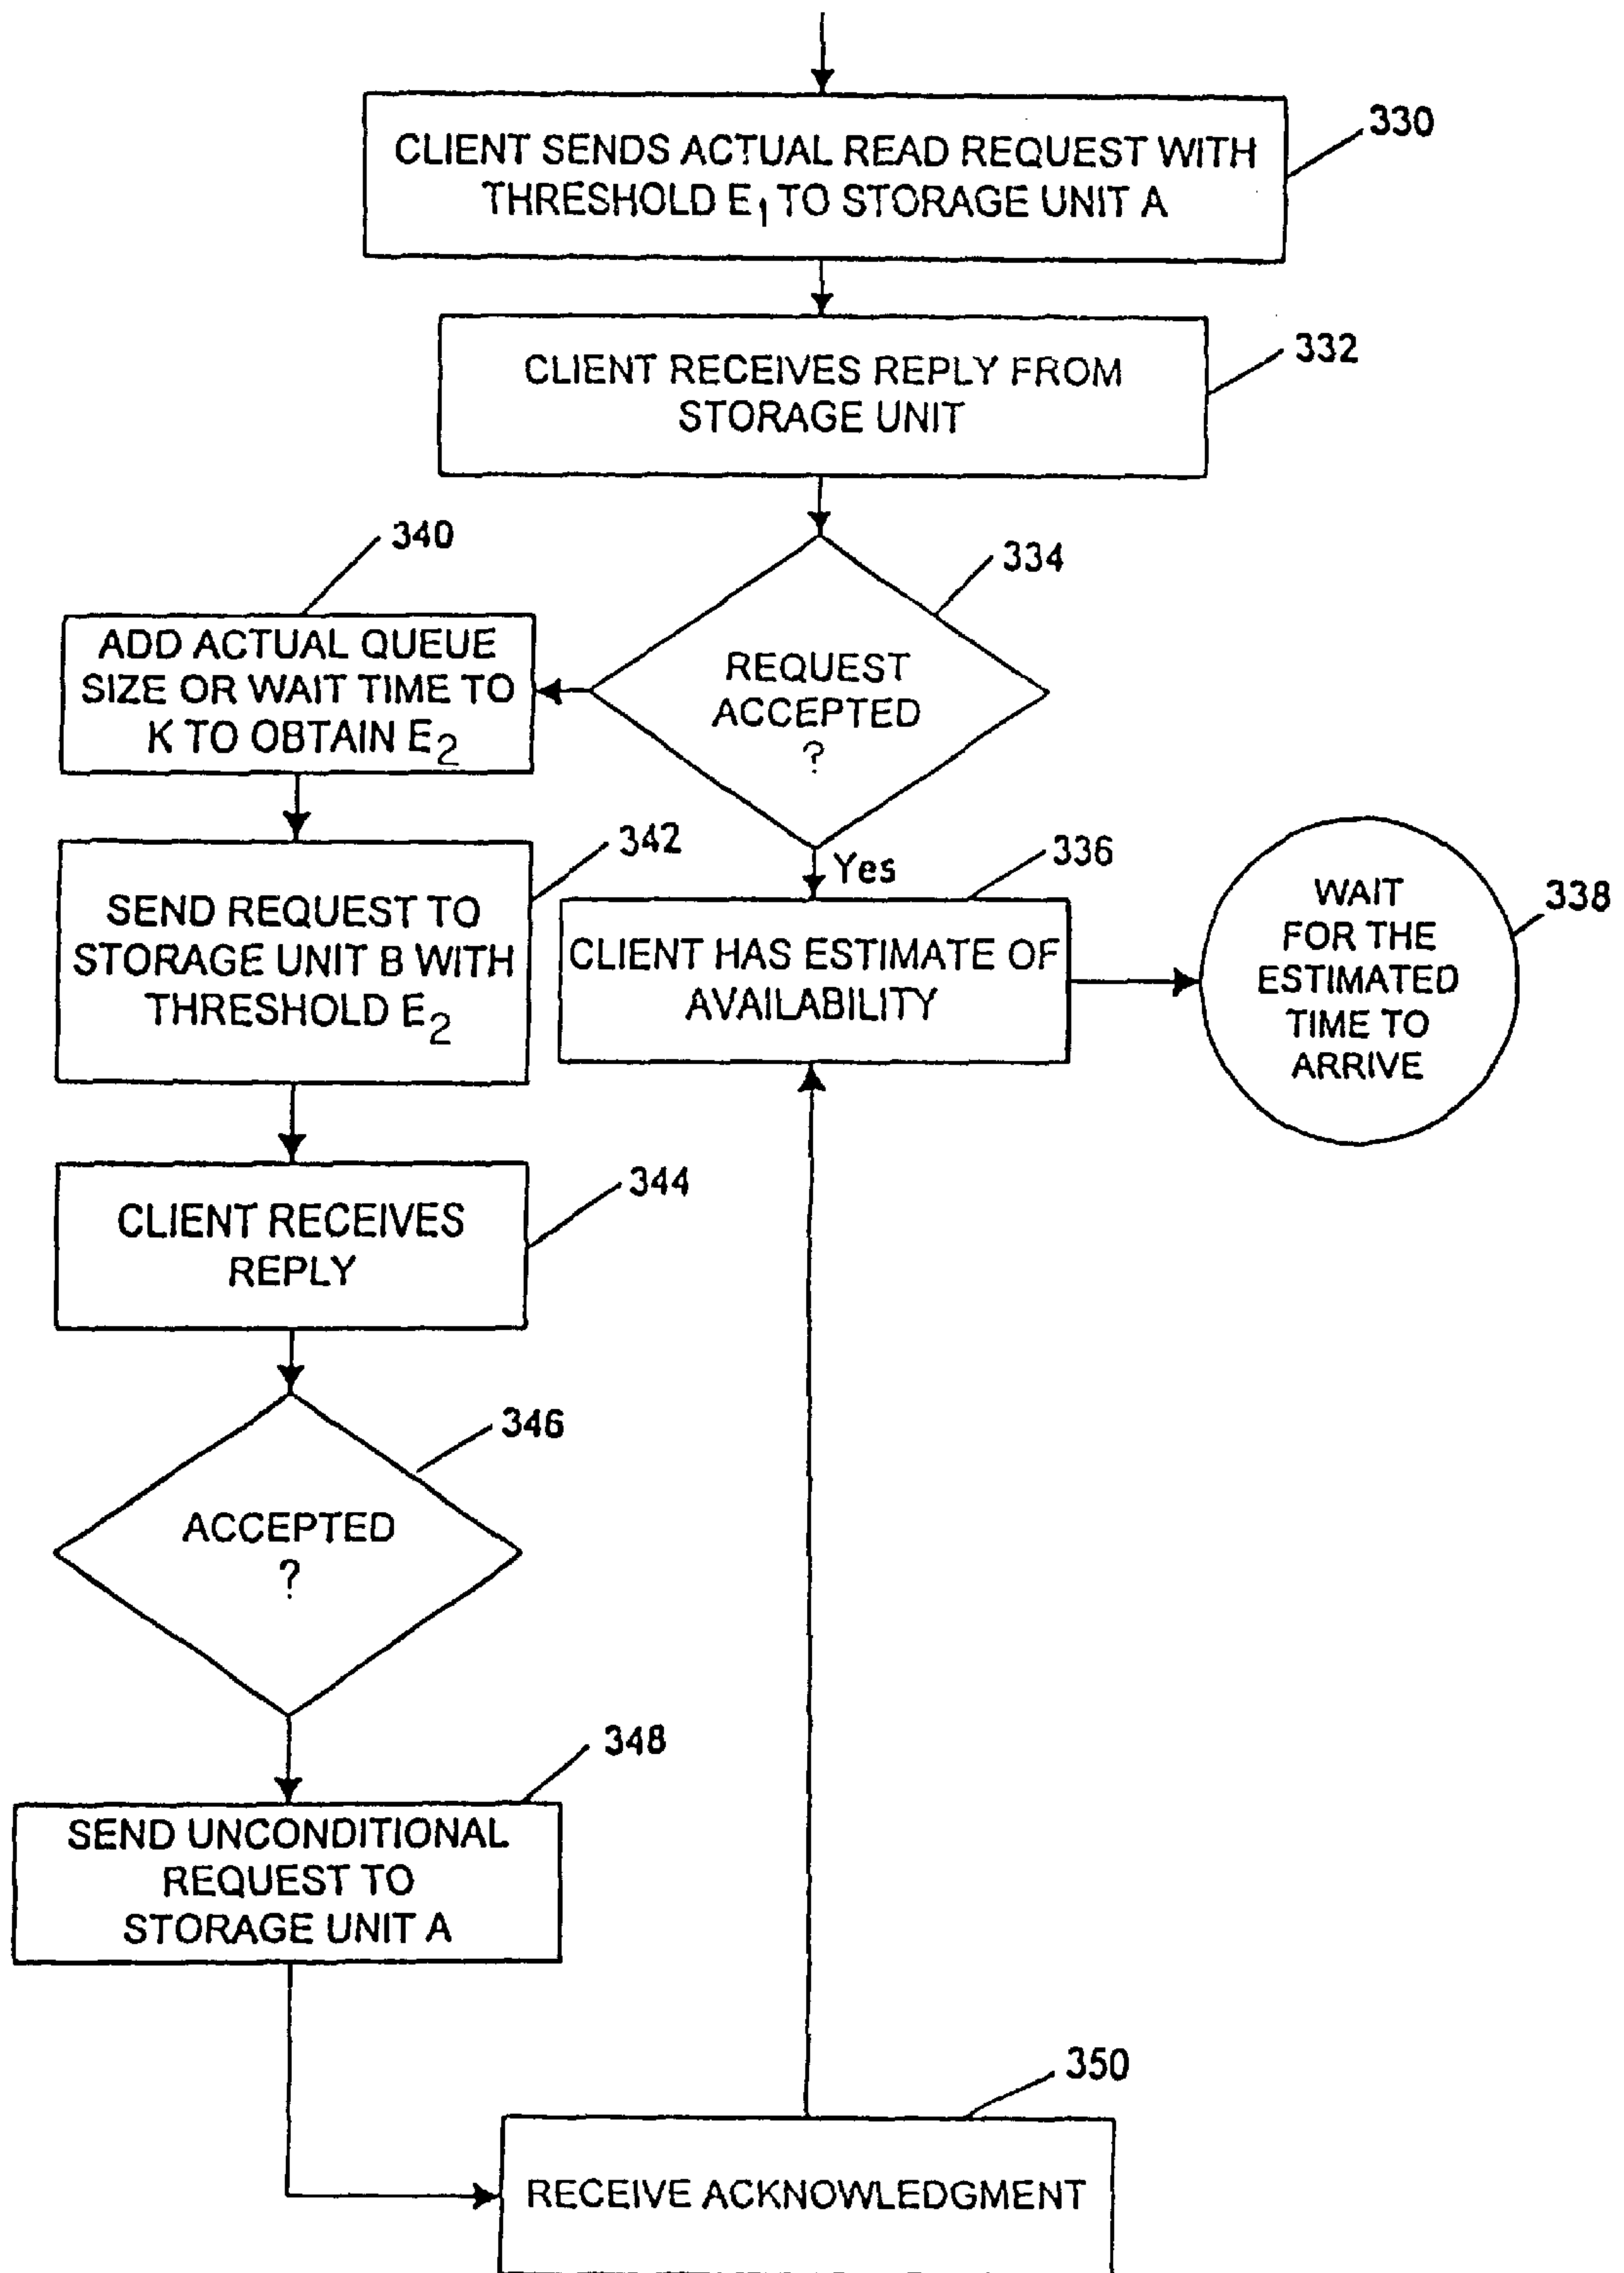 CLIENT SENDS ACTUAL READ REQUEST WITH
THRESHOLD E1 TO STORAGE UNIT A
330
CLIENT RECEIVES REPLY FROM
STORAGE UNIT
332
334
REQUEST
ACCEPTED
?
340
ADD ACTUAL QUEUE
SIZE OR WAIT TIME TO
K TO OBTAIN E2
Yes
342
SEND REQUEST TO
STORAGE UNIT B WITH
THRESHOLD E2
336
CLIENT HAS ESTIMATE OF
AVAILABILITY
338
WAIT
FOR THE
ESTIMATED
TIME TO
ARRIVE
344
CLIENT RECEIVES
REPLY
346
ACCEPTED
?
348
SEND UNCONDITIONAL
REQUEST TO
STORAGE UNIT A
350
RECEIVE ACKNOWLEDGMENT